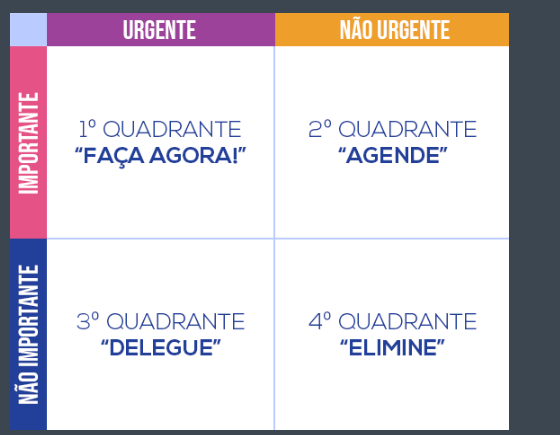 URGENTE
NÃO URGENTE
IMPORTANTE
1º QUADRANTE
“FAÇA AGORA!”
2º QUADRANTE
“AGENDE”
NÃO IMPORTANTE
3º QUADRANTE
“DELEGUE”
4º QUADRANTE
“ELIMINE”